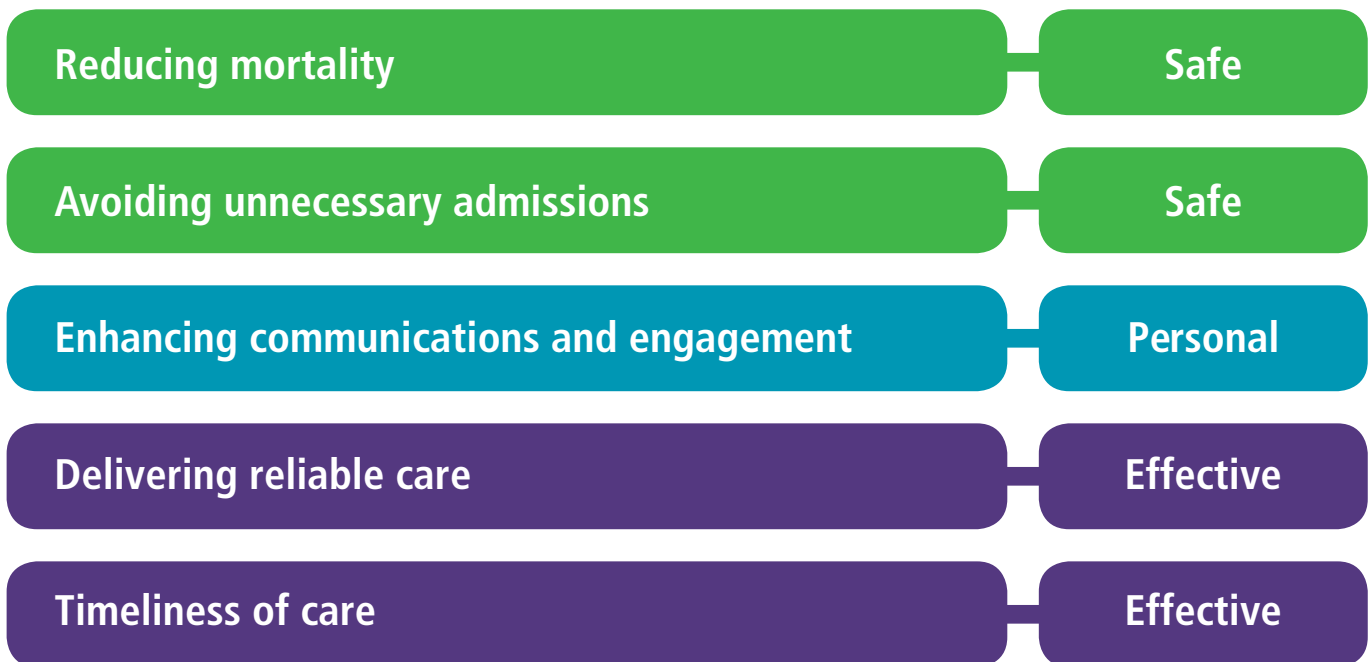 Reducing mortality
Safe
Avoiding unnecessary admissions
Safe
Enhancing communications and engagement
Personal
Delivering reliable care
Effective
Timeliness of care
Effective